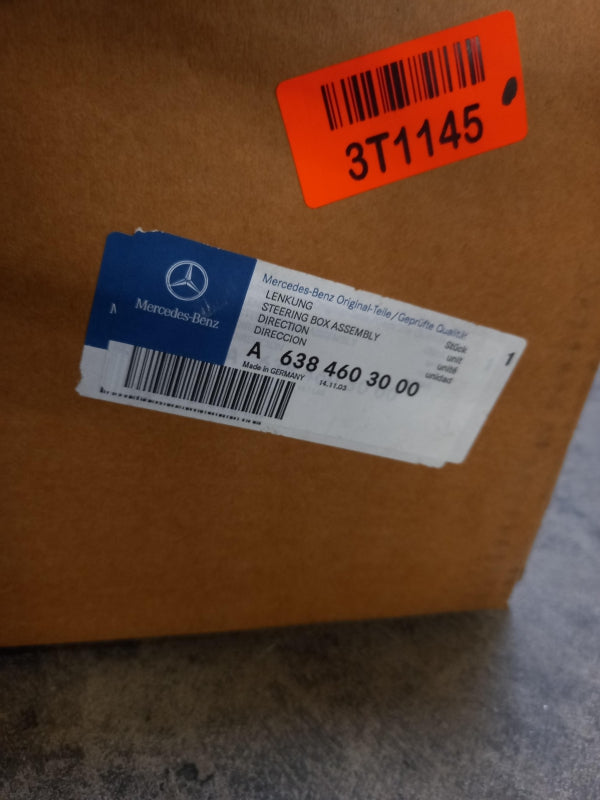 3T1145
Mercedes-Benz
Mercedes-Benz Original-Teile/Geprüfte Qualität
LENKUNG
STEERING BOX ASSEMBLY
DIRECTION
DIRECCION
Stück
unit
unité
unidad
1
A 638 460 30 00
Made in GERMANY 14.11.03